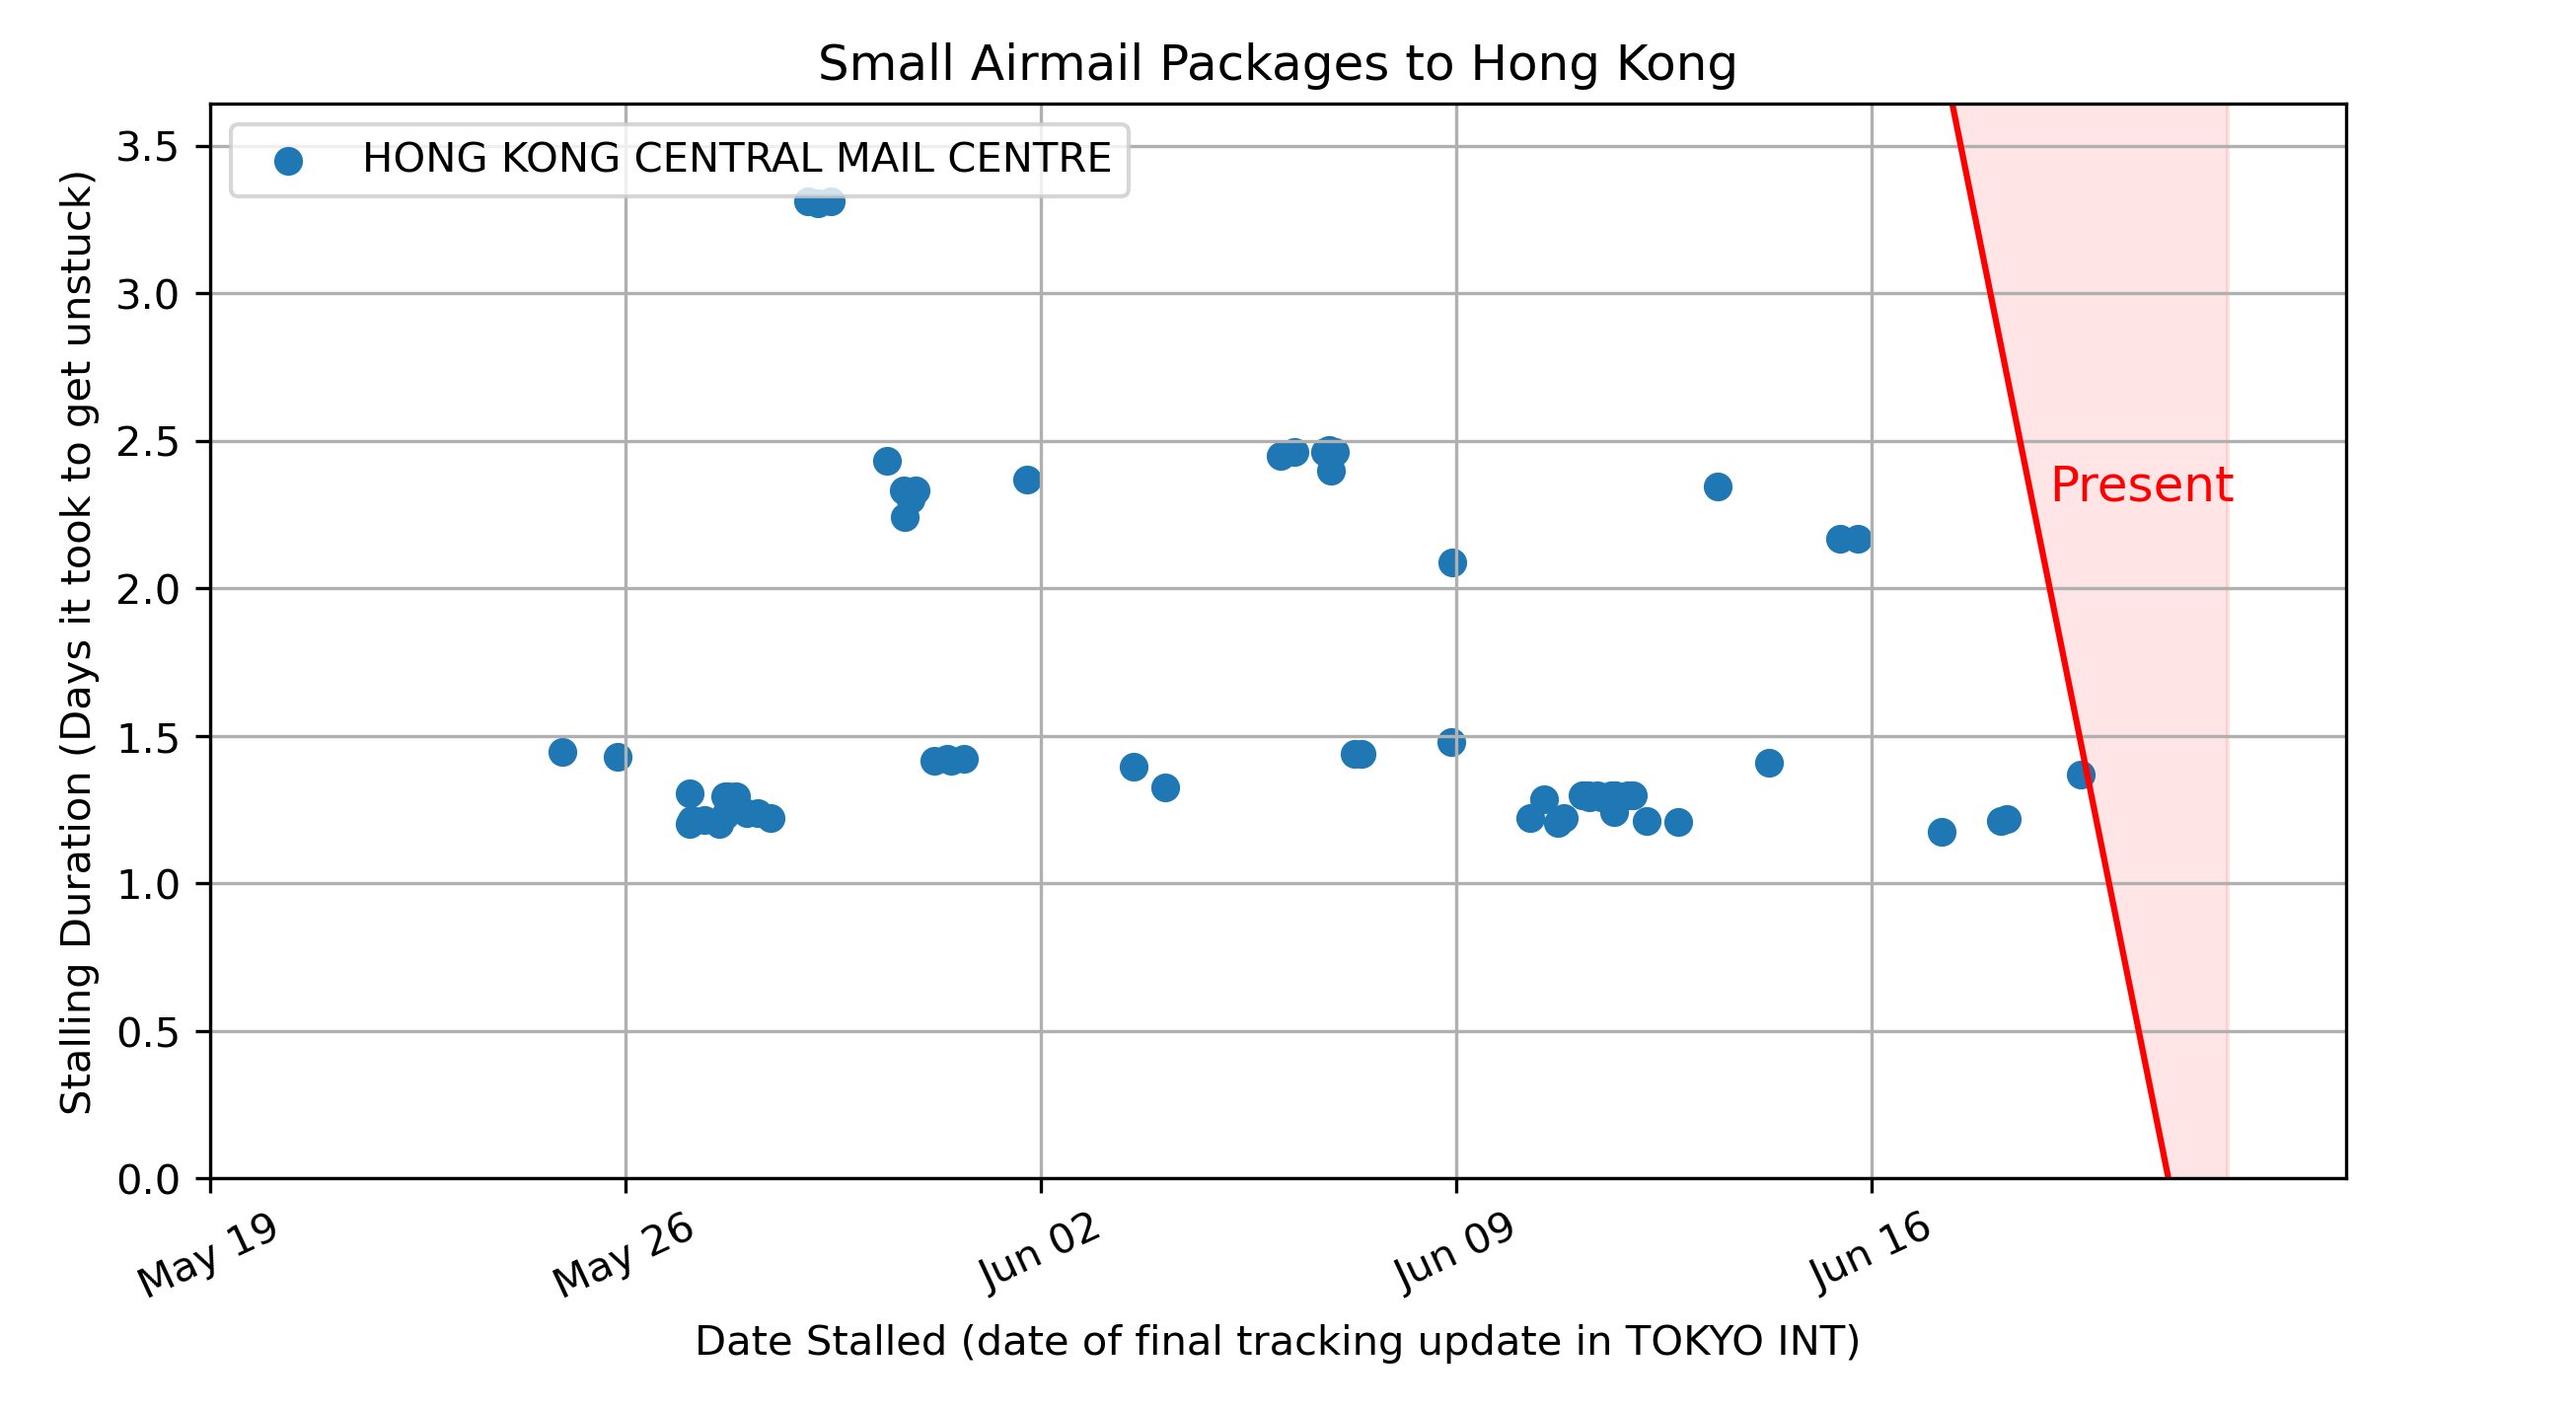 Small Airmail Packages to Hong Kong
HONG KONG CENTRAL MAIL CENTRE
Stalling Duration (Days it took to get unstuck)
3.5
3.0
2.5
2.0
1.5
1.0
0.5
0.0
Present
May 19
May 26
Jun 02
Jun 09
Jun 16
Date Stalled (date of final tracking update in TOKYO INT)